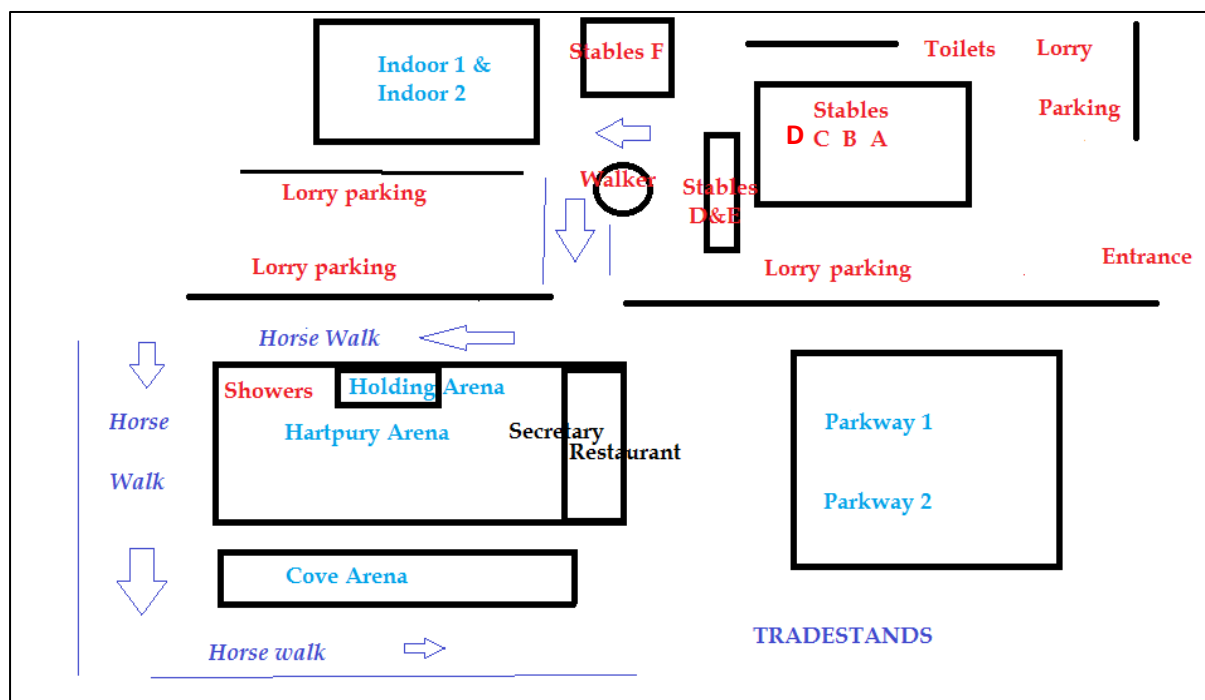 Indoor 1 &
Indoor 2
Stables F
Toilets
Lorry
Parking
Stables
D C B A
Walker
Stables
D&E
Lorry parking
Lorry parking
Lorry parking
Entrance
Horse Walk
Showers
Holding Arena
Hartpury Arena
Secretary
Restaurant
Horse
Walk
Parkway 1
Parkway 2
Cove Arena
Horse walk
TRADESTANDS